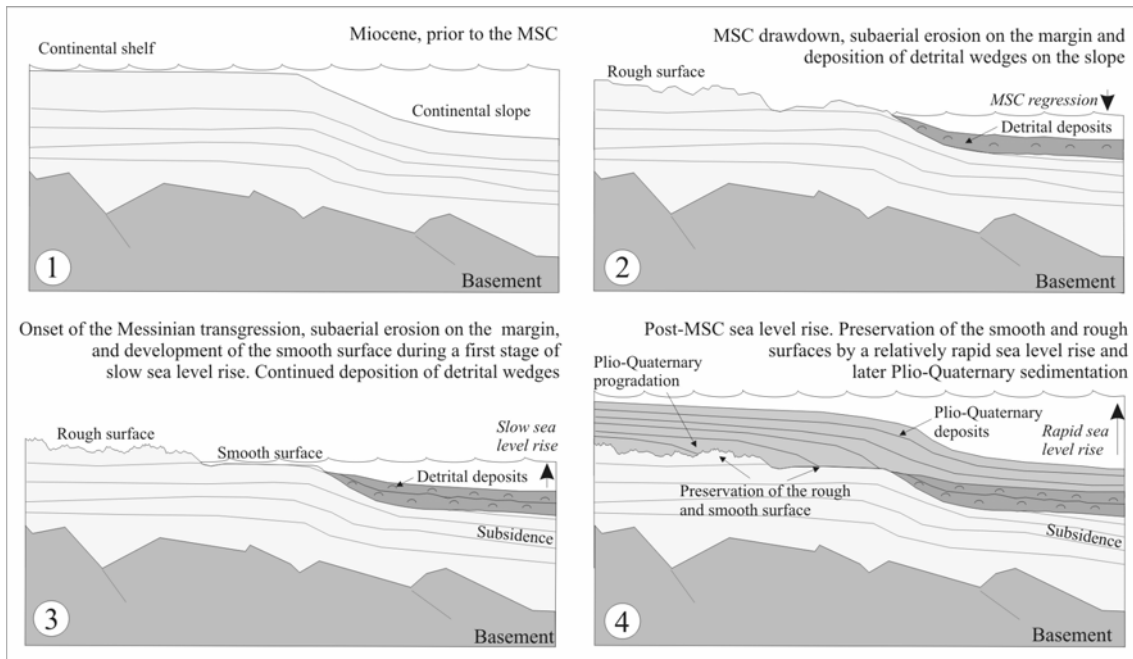 Miocene, prior to the MSC
Continental shelf
Continental slope
1
Basement
MSC drawdown, subaerial erosion on the margin and
deposition of detrital wedges on the slope
Rough surface
MSC regression
Detrital deposits
2
Basement
Onset of the Messinian transgression, subaerial erosion on the margin,
and development of the smooth surface during a first stage of
slow sea level rise. Continued deposition of detrital wedges
Slow sea
level rise
Rough surface
Smooth surface
Detrital deposits
Subsidence
3
Basement
Post-MSC sea level rise. Preservation of the smooth and rough
surfaces by a relatively rapid sea level rise and
later Plio-Quaternary sedimentation
Plio-Quaternary
progradation
Plio-Quaternary
deposits
Rapid sea
level rise
Preservation of the rough
and smooth surface
Subsidence
4
Basement